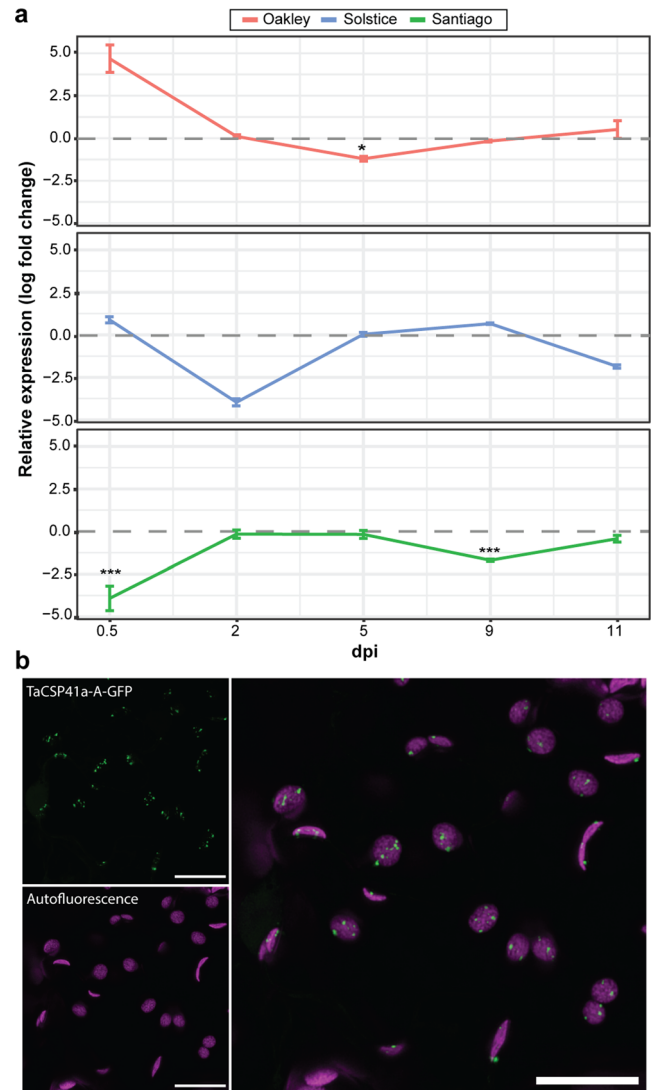 a
Oakley Solstice Santiago
Relative expression (log fold change)
5.0
2.5
0.0
*
−2.5
−5.0
5.0
2.5
0.0
−2.5
−5.0
5.0
2.5
0.0
−2.5
***
***
−5.0
0.5 2 5 9 11
dpi
b
TaCSP41a-A-GFP
Autofluorescence